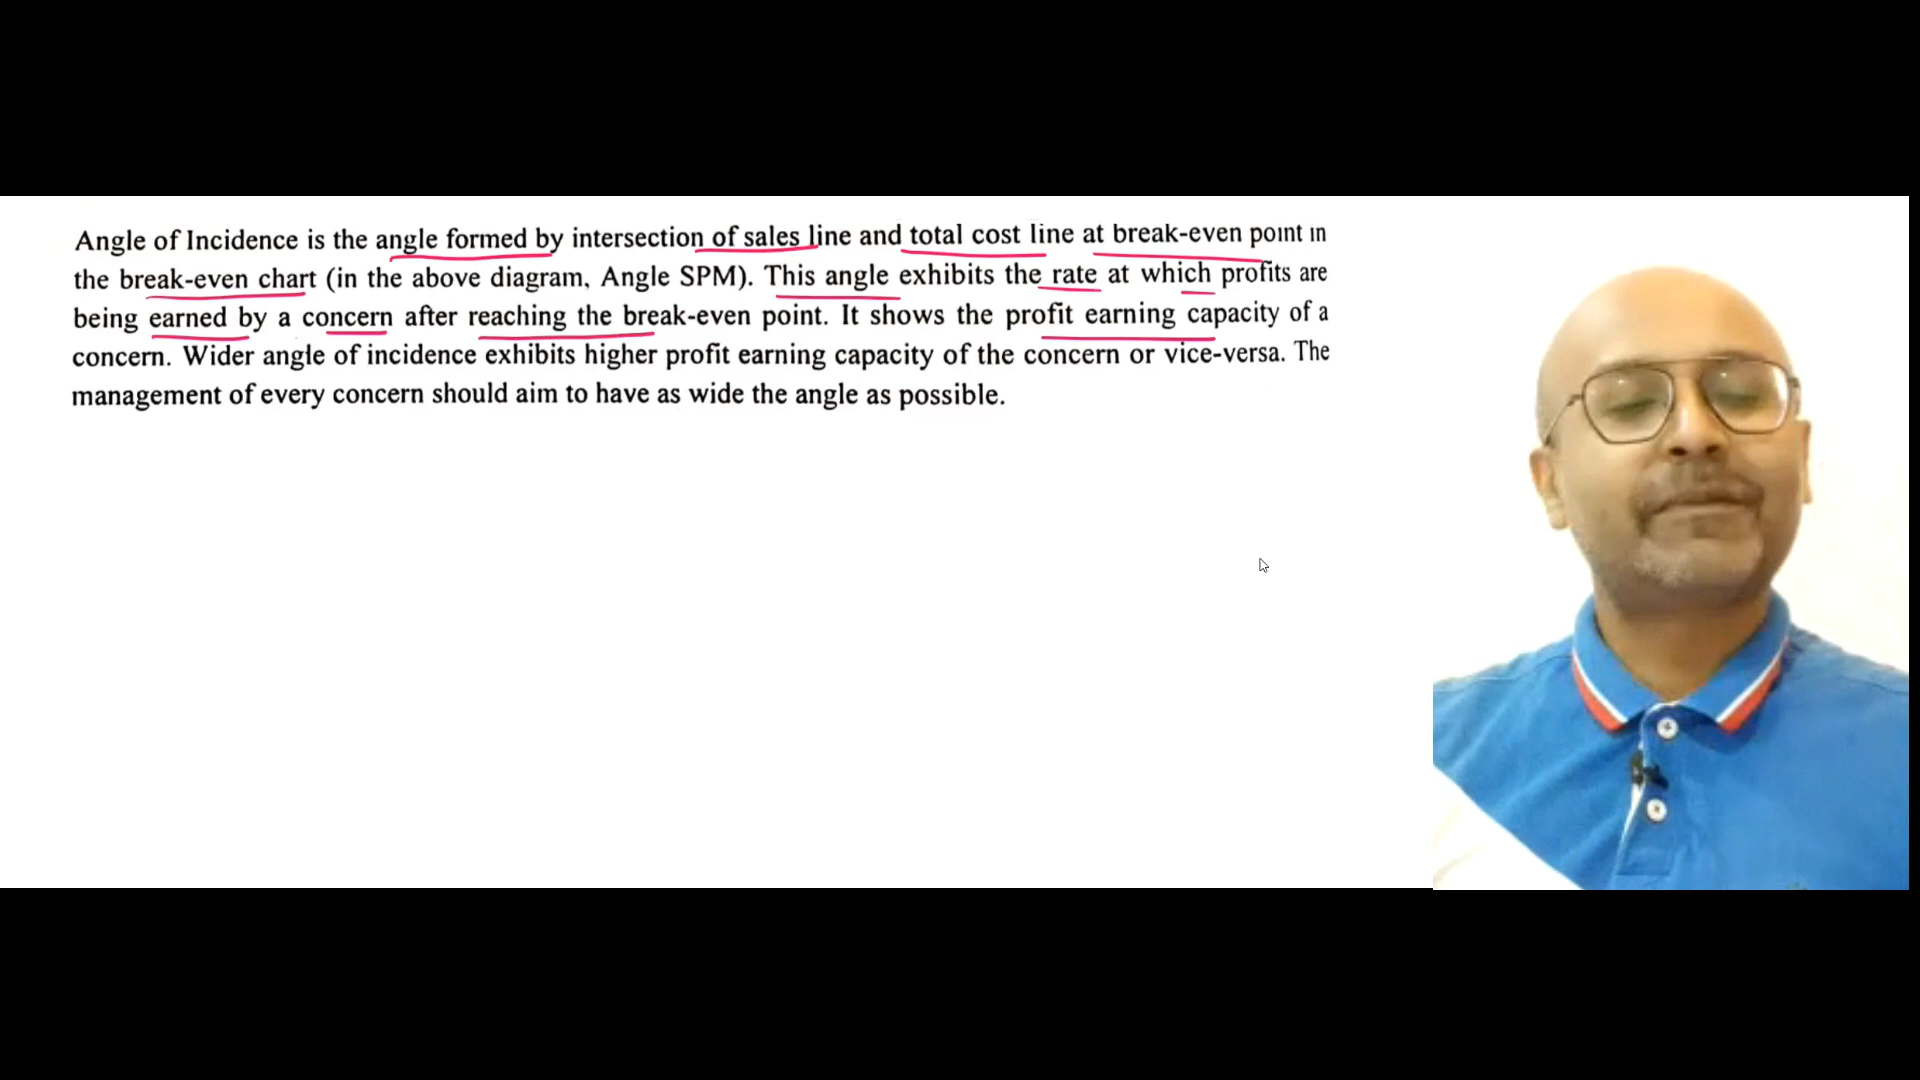 Angle of Incidence is the angle formed by intersection of sales line and total cost line at break-even point in
the break-even chart (in the above diagram, Angle SPM). This angle exhibits the rate at which profits are
being earned by a concern after reaching the break-even point. It shows the profit earning capacity of a
concern. Wider angle of incidence exhibits higher profit earning capacity of the concern or vice-versa. The
management of every concern should aim to have as wide the angle as possible.